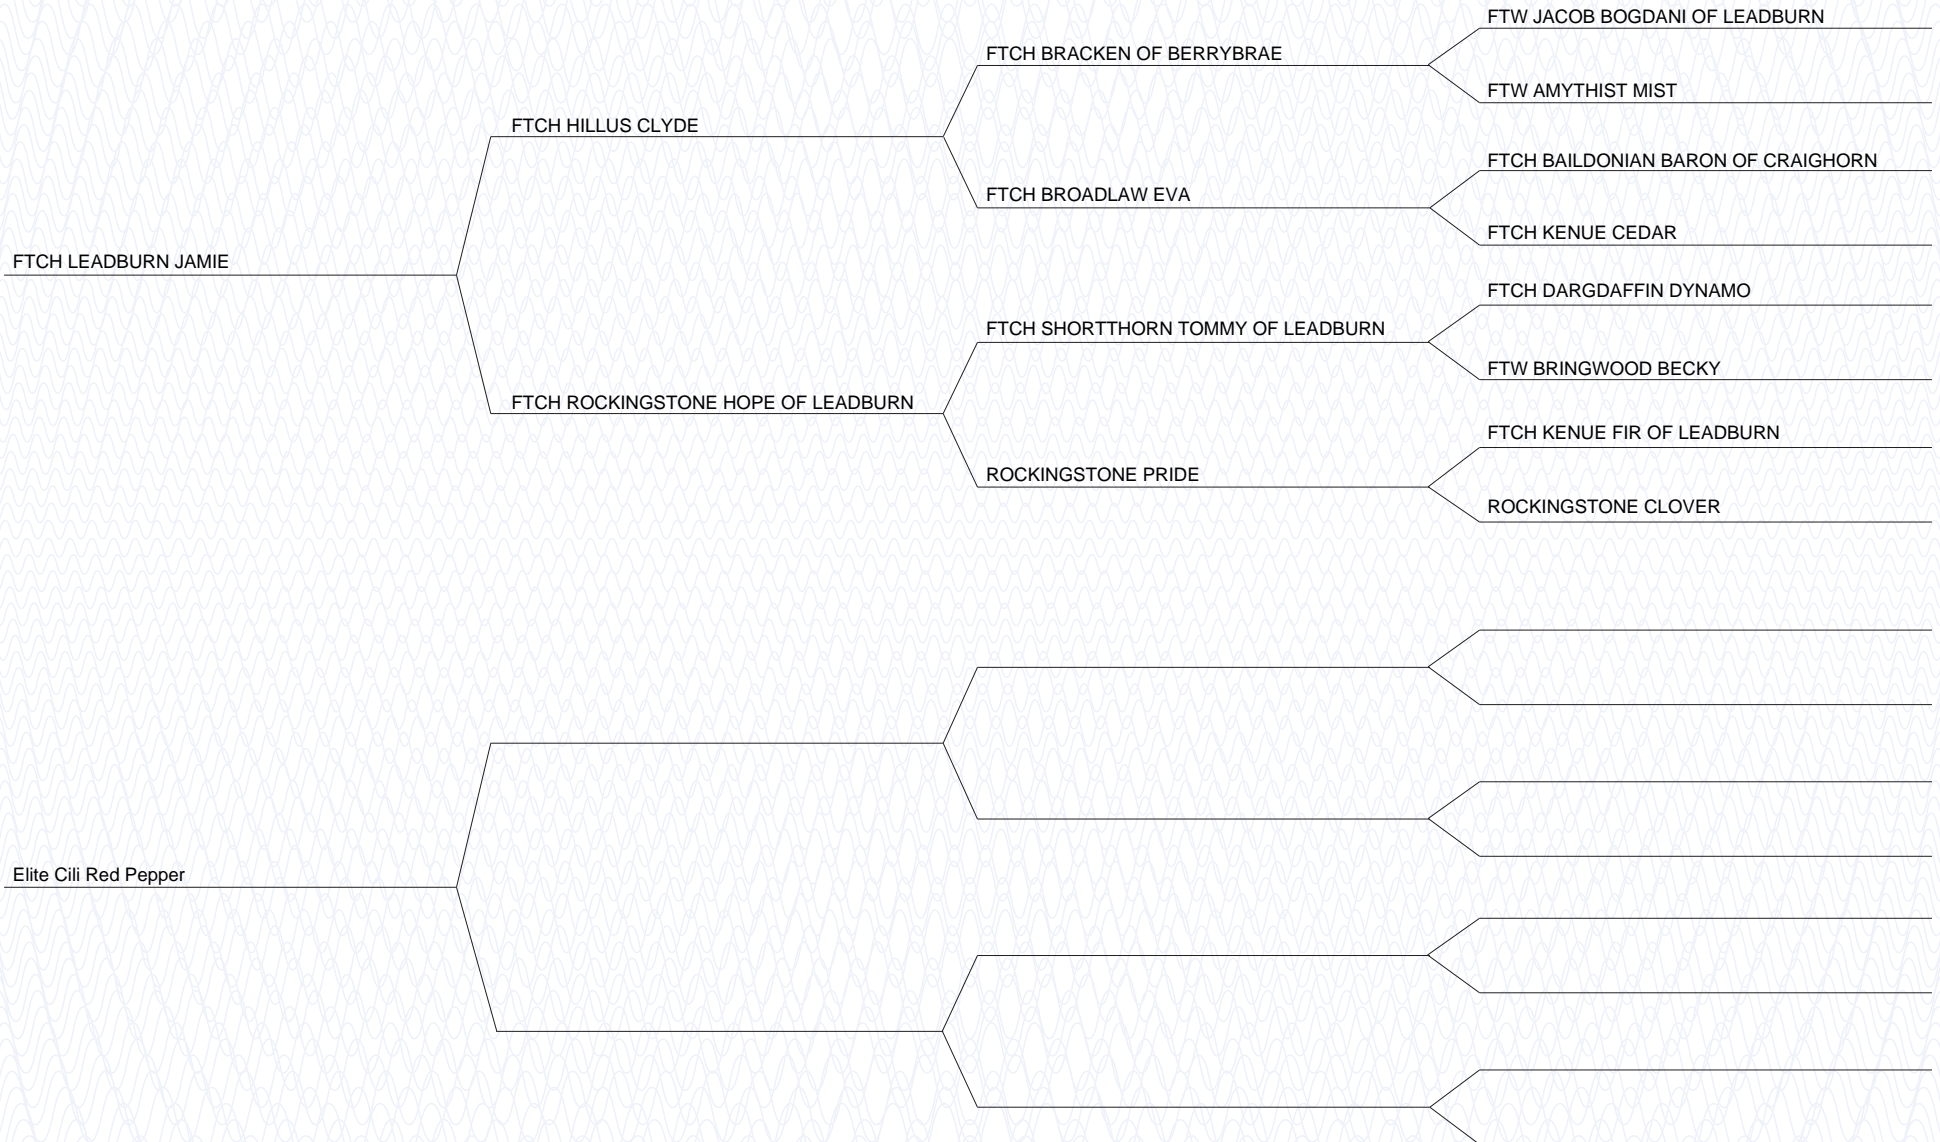 FTW JACOB BOGDANI OF LEADBURN
FTCH BRACKEN OF BERRYBRAE
FTW AMYTHIST MIST
FTCH HILLUS CLYDE
FTCH BAILDONIAN BARON OF CRAIGHORN
FTCH BROADLAW EVA
FTCH KENUE CEDAR
FTCH LEADBURN JAMIE
FTCH DARGDAFFIN DYNAMO
FTCH SHORTTHORN TOMMY OF LEADBURN
FTW BRINGWOOD BECKY
FTCH ROCKINGSTONE HOPE OF LEADBURN
FTCH KENUE FIR OF LEADBURN
ROCKINGSTONE PRIDE
ROCKINGSTONE CLOVER
Elite Cili Red Pepper